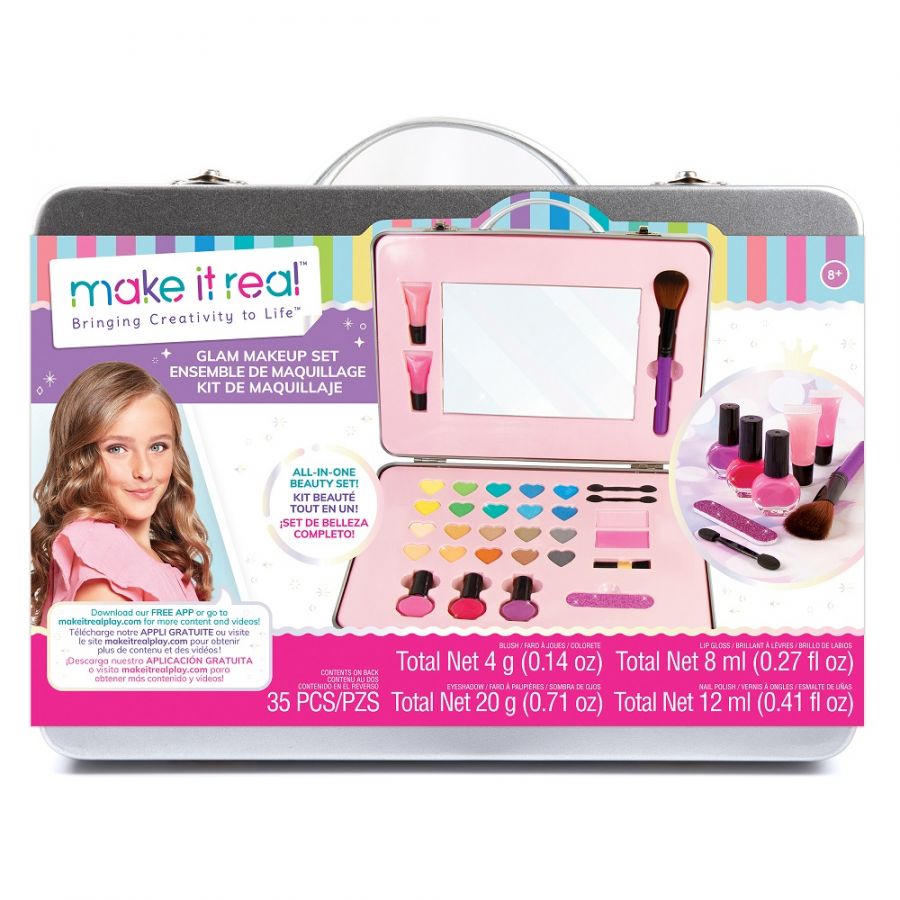 make it real™
Bringing Creativity to Life™
GLAM MAKEUP SET
ENSEMBLE DE MAQUILLAGE
KIT DE MAQUILLAJE
8+
ALL-IN-ONE
BEAUTY SET!
KIT BEAUTÉ
TOUT EN UN!
¡SET DE BELLEZA
COMPLETO!
Download our FREE APP or go to
makeitrealplay.com for more content and videos!
Télécharge notre APPLI GRATUITE ou visite
le site makeitrealplay.com pour obtenir
plus de contenu et des vidéos!
¡Descarga nuestra APLICACIÓN GRATUITA
o visita makeitrealplay.com para
obtener más contenido y videos!
CONTENTS ON BACK
CONTENU AU DOS
CONTENIDO EN EL REVERSO
35 PCS/PZS
BLUSH / FARD À JOUES / COLORETE
Total Net 4 g (0.14 oz)
LIP GLOSS / BRILLANT À LÈVRES / BRILLO DE LABIOS
Total Net 8 ml (0.27 fl oz)
EYESHADOW / FARD À PAUPIÈRES / SOMBRA DE OJOS
Total Net 20 g (0.71 oz)
NAIL POLISH / VERNIS À ONGLES / ESMALTE DE UÑAS
Total Net 12 ml (0.41 fl oz)